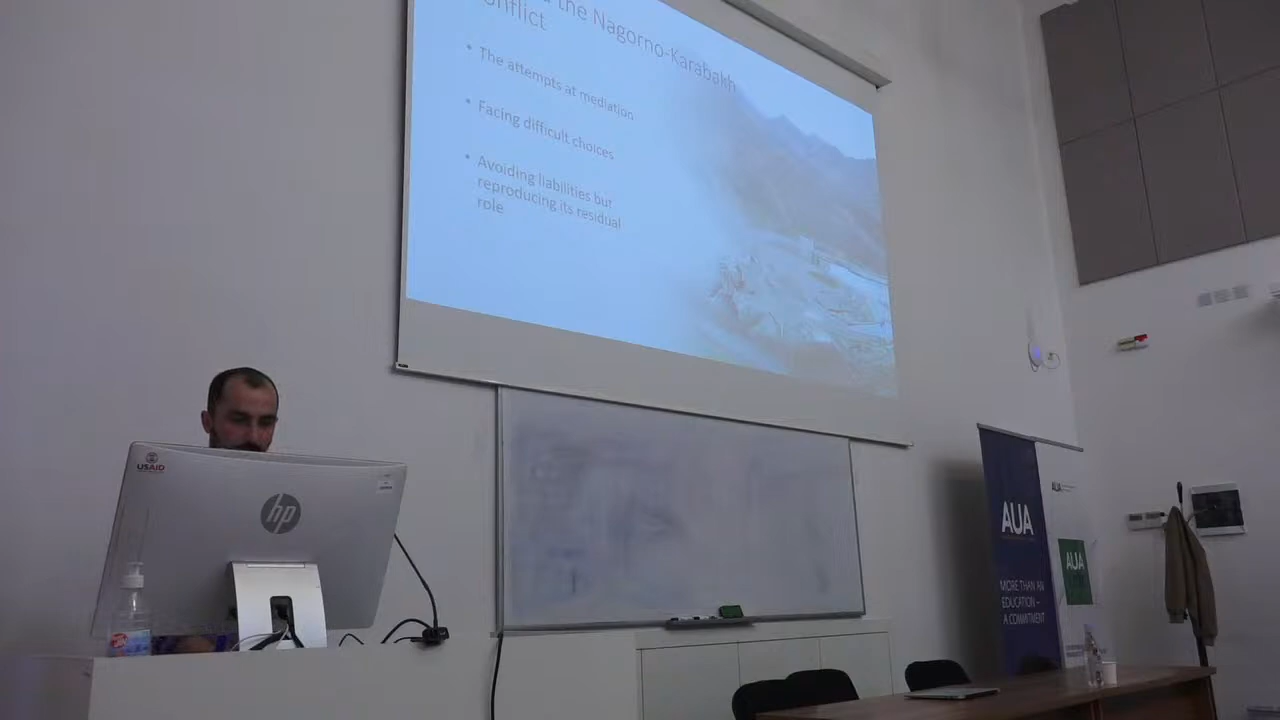 the Nagorno-Karabakh
onflict
• The attempts at mediation
• Facing difficult choices
• Avoiding liabilities but
reproducing its residual
role
USAID
hp
AUA
MORE THAN AN
EDUCATION –
A COMMITMENT
AUA
AUA